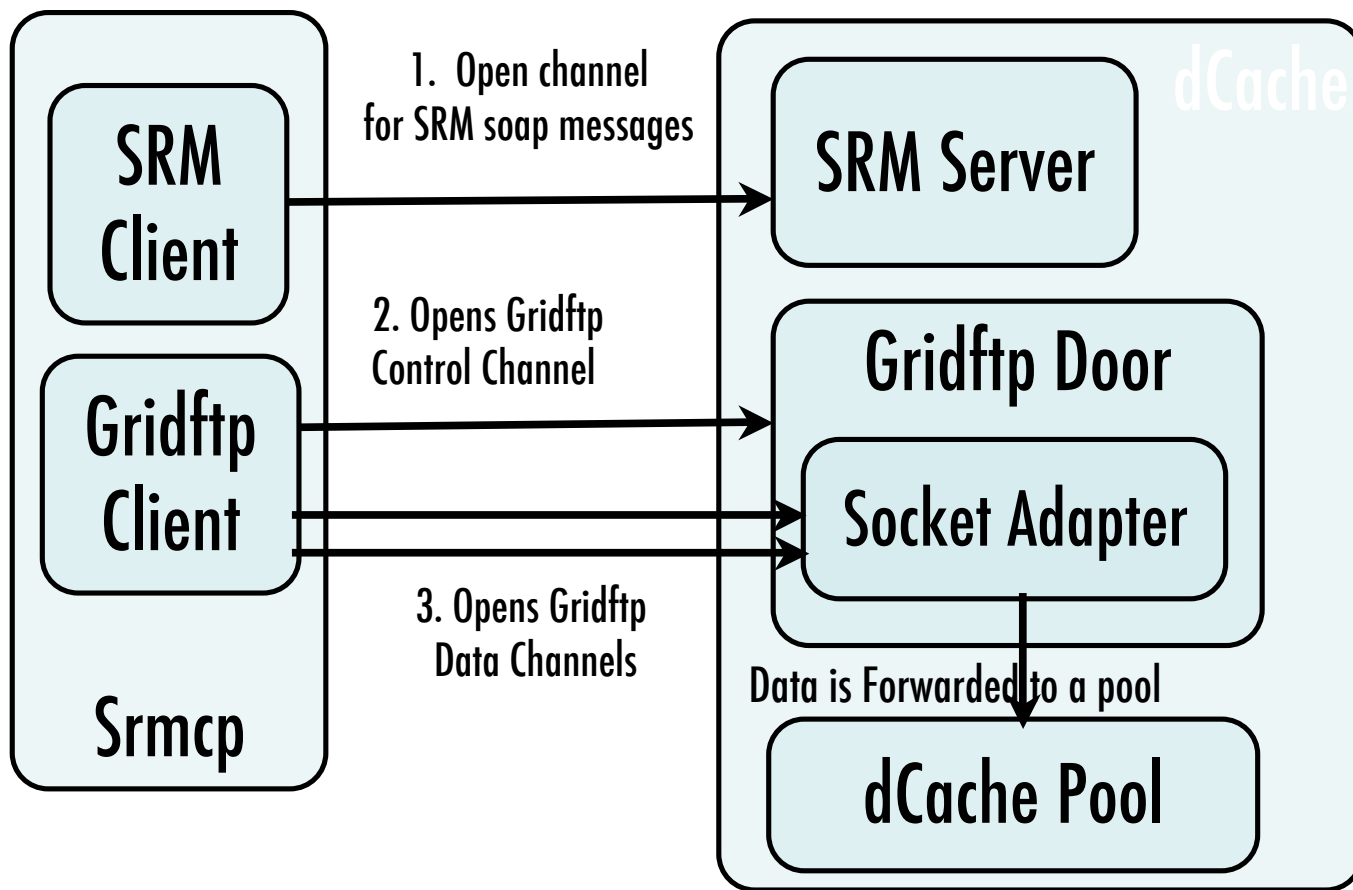 dCache
1. Open channel
for SRM soap messages
SRM
Client
SRM Server
2. Opens Gridftp
Control Channel
Gridftp Door
Gridftp
Client
Socket Adapter
3. Opens Gridftp
Data Channels
Data is Forwarded to a pool
Srmcp
dCache Pool